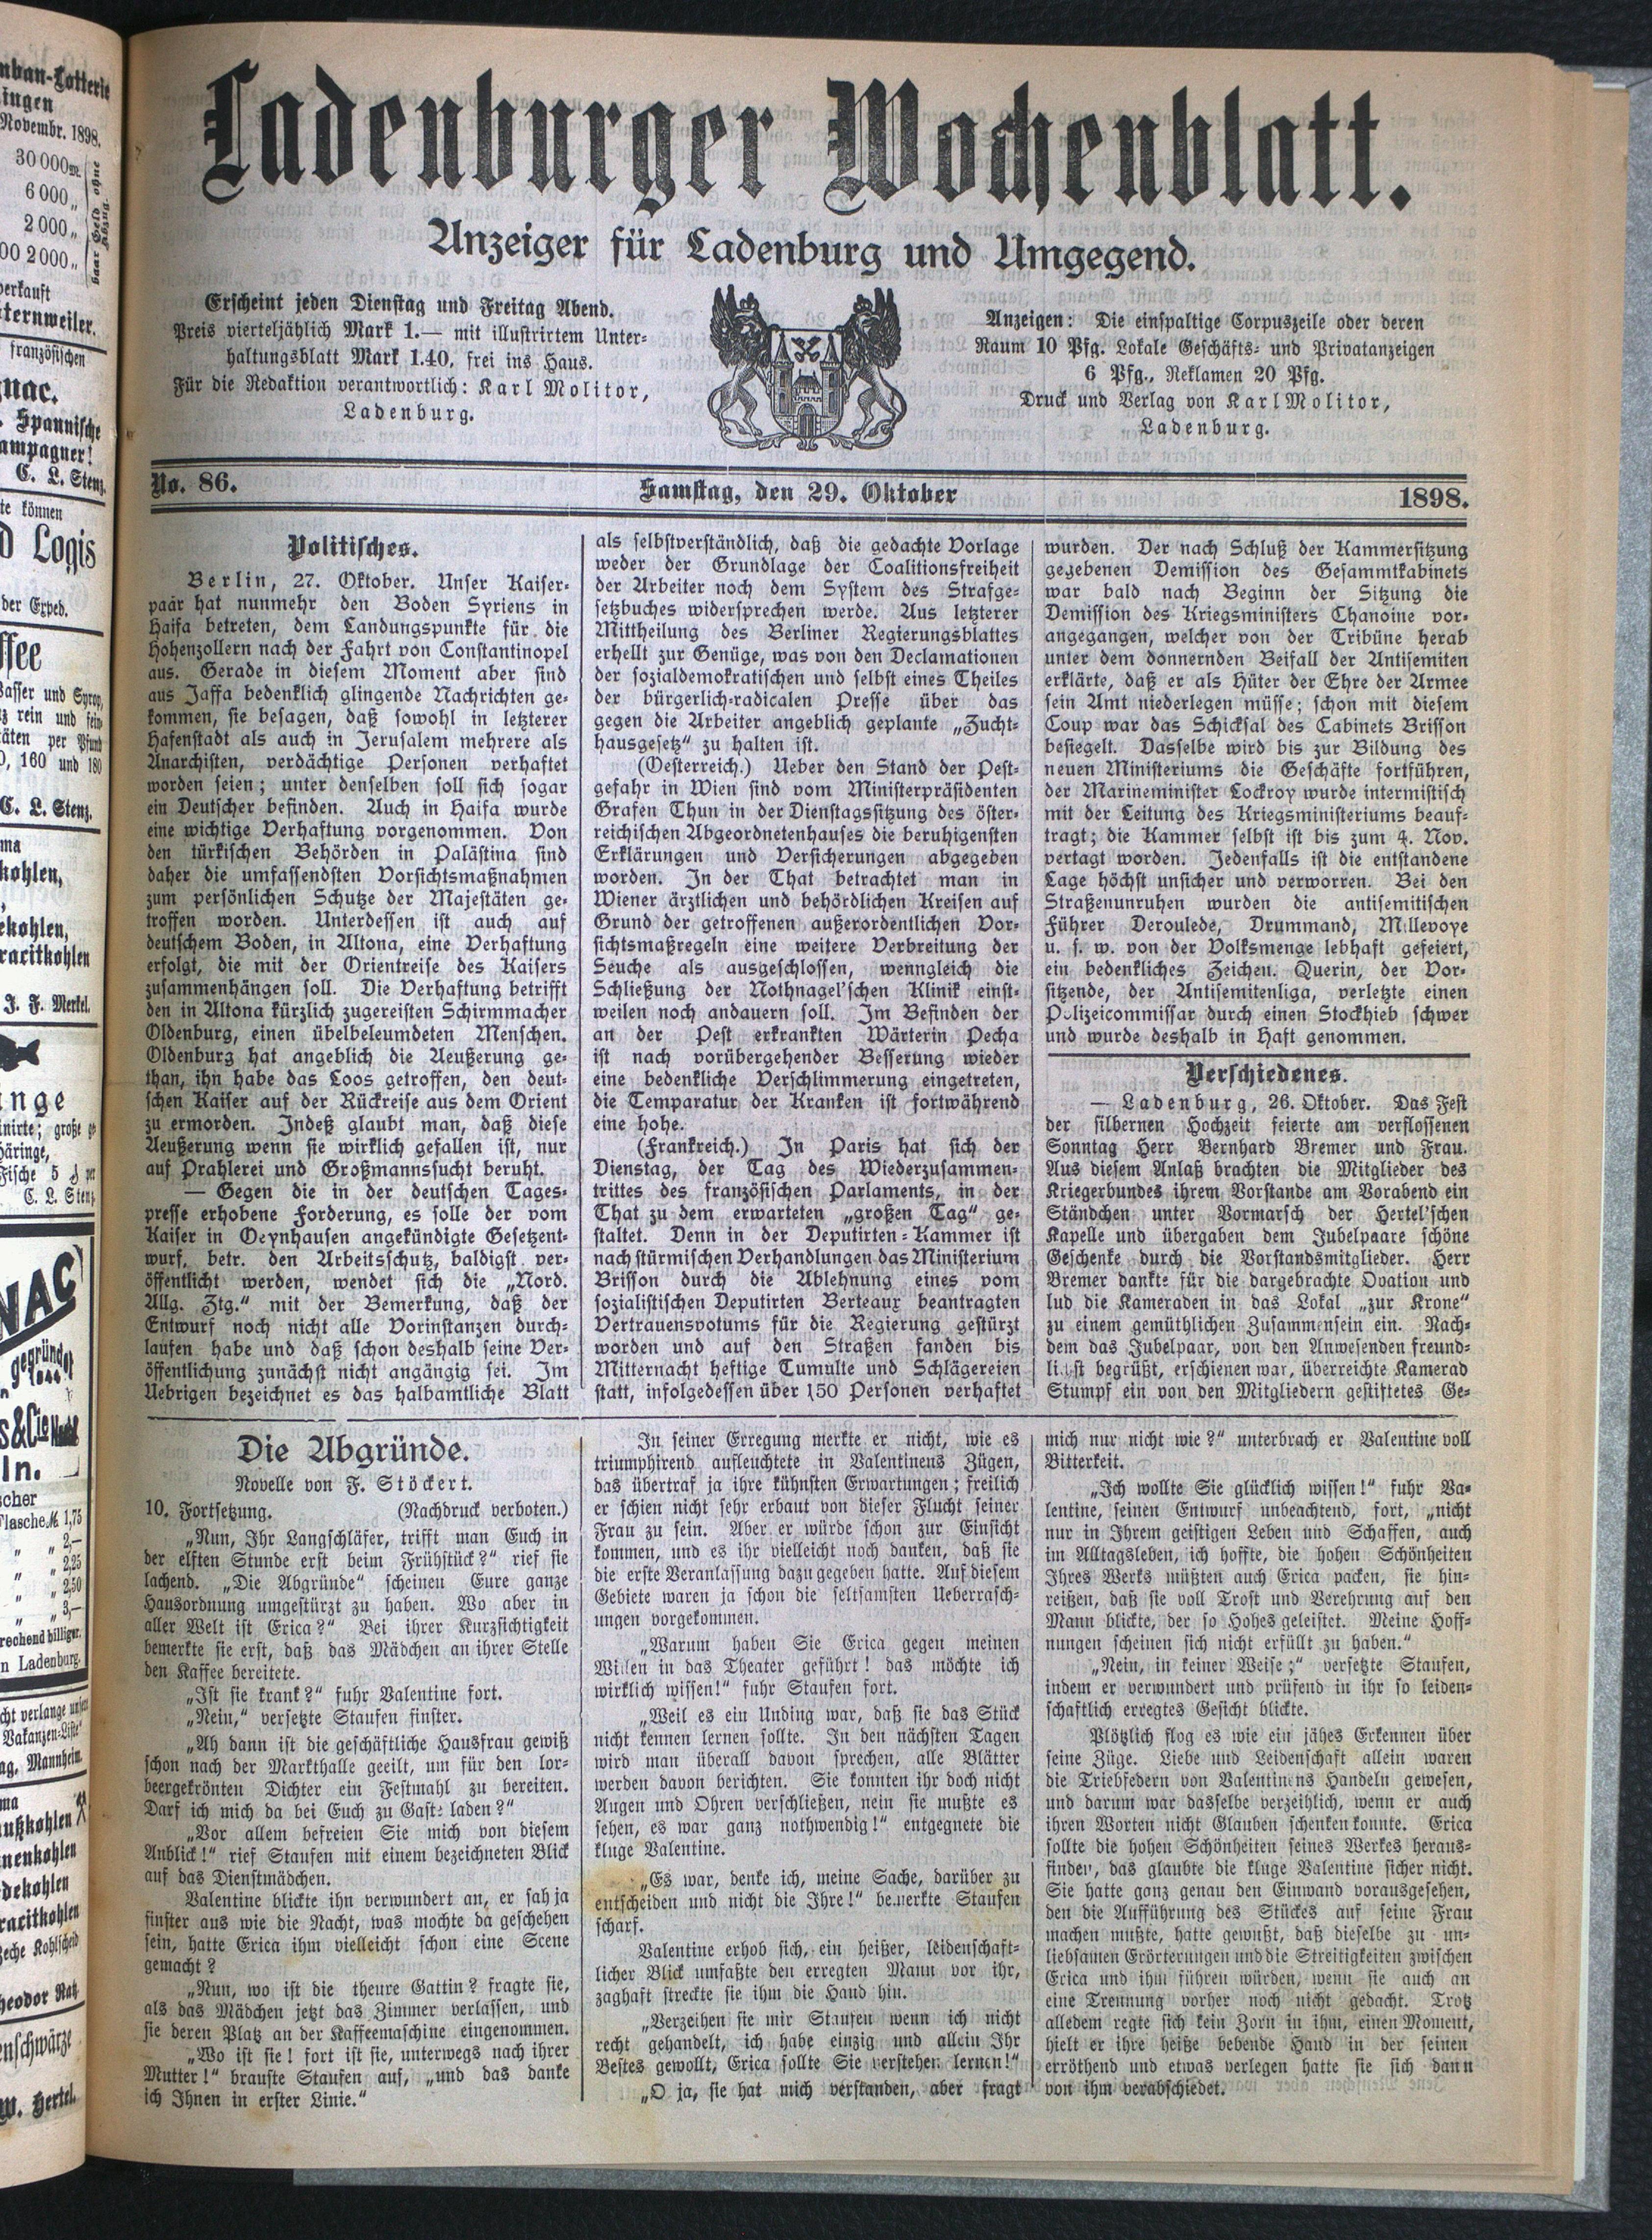 Ladenburger Wochenblatt.
Anzeiger für Ladenburg und Umgegend.
Erscheint jeden Dienstag und Freitag Abend.
Preis vierteljährlich Mark 1.— mit illustrirtem Unter-
haltungsblatt Mark 1.40, frei ins Haus.
Für die Redaktion verantwortlich: Karl Molitor,
Ladenburg.
Anzeigen: Die einspaltige Corpuszeile oder deren
Raum 10 Pfg. Lokale Geschäfts- und Privatanzeigen
6 Pfg., Reklamen 20 Pfg.
Druck und Verlag von Karl Molitor,
Ladenburg.
No. 86.
Samstag, den 29. Oktober
1898.
Politisches.
Berlin, 27. Oktober. Unser Kaiser-
paar hat nunmehr den Boden Syriens in
Haifa betreten, dem Landungspunkte für die
Hohenzollern nach der Fahrt von Constantinopel
aus. Gerade in diesem Moment aber sind
aus Jaffa bedenklich glingende Nachrichten ge-
kommen, sie besagen, daß sowohl in letzterer
Hafenstadt als auch in Jerusalem mehrere als
Anarchisten, verdächtige Personen verhaftet
worden seien; unter denselben soll sich sogar
ein Deutscher befinden. Auch in Haifa wurde
eine wichtige Verhaftung vorgenommen. Von
den türkischen Behörden in Palästina sind
daher die umfassendsten Vorsichtsmaßnahmen
zum persönlichen Schutze der Majestäten ge-
troffen worden. Unterdessen ist auch auf
deutschem Boden, in Altona, eine Verhaftung
erfolgt, die mit der Orientreise des Kaisers
zusammenhängen soll. Die Verhaftung betrifft
den in Altona kürzlich zugereisten Schirmmacher
Oldenburg, einen übelbeleumdeten Menschen.
Oldenburg hat angeblich die Aeußerung ge-
than, ihn habe das Loos getroffen, den deut-
schen Kaiser auf der Rückreise aus dem Orient
zu ermorden. Indeß glaubt man, daß diese
Aeußerung wenn sie wirklich gefallen ist, nur
auf Prahlerei und Großmannssucht beruht.
— Gegen die in der deutschen Tages-
presse erhobene Forderung, es solle der vom
Kaiser in Oeynhausen angekündigte Gesetzent-
wurf, betr. den Arbeitsschutz, baldigst ver-
öffentlicht werden, wendet sich die „Nord.
Allg. Ztg.“ mit der Bemerkung, daß der
Entwurf noch nicht alle Vorinstanzen durch-
laufen habe und daß schon deshalb seine Ver-
öffentlichung zunächst nicht angängig sei. Im
Uebrigen bezeichnet es das halbamtliche Blatt
als selbstverständlich, daß die gedachte Vorlage
weder der Grundlage der Coalitionsfreiheit
der Arbeiter noch dem System des Strafge-
setzbuches widersprechen werde. Aus letzterer
Mittheilung des Berliner Regierungsblattes
erhellt zur Genüge, was von den Declamationen
der sozialdemokratischen und selbst eines Theiles
der bürgerlich-radicalen Presse über das
gegen die Arbeiter angeblich geplante „Zucht-
hausgesetz“ zu halten ist.
(Oesterreich.) Ueber den Stand der Pest-
gefahr in Wien sind vom Ministerpräsidenten
Grafen Thun in der Dienstagsitzung des öster-
reichischen Abgeordnetenhauses die beruhigensten
Erklärungen und Versicherungen abgegeben
worden. In der That betrachtet man in
Wiener ärztlichen und behördlichen Kreisen auf
Grund der getroffenen außerordentlichen Vor-
sichtsmaßregeln eine weitere Verbreitung der
Seuche als ausgeschlossen, wenngleich die
Schließung der Nothnagel'schen Klinik einst-
weilen noch andauern soll. Im Befinden der
an der Pest erkrankten Wärterin Pecha
ist nach vorübergehender Besserung wieder
eine bedenkliche Verschlimmerung eingetreten,
die Temparatur der Kranken ist fortwährend
eine hohe.
(Frankreich.) In Paris hat sich der
Dienstag, der Tag des Wiederzusammen-
trittes des französischen Parlaments, in der
That zu dem erwarteten „großen Tag“ ge-
staltet. Denn in der Deputirten-Kammer ist
nach stürmischen Verhandlungen das Ministerium
Brisson durch die Ablehnung eines vom
sozialistischen Deputirten Berteaux beantragten
Vertrauensvotums für die Regierung gestürzt
worden und auf den Straßen fanden bis
Mitternacht heftige Tumulte und Schlägereien
statt, infolgedessen über 150 Personen verhaftet
wurden. Der nach Schluß der Kammersitzung
gegebenen Demission des Gesammtkabinets
war bald nach Beginn der Sitzung die
Demission des Kriegsministers Chanoine vor-
angegangen, welcher von der Tribüne herab
unter dem donnernden Beifall der Antisemiten
erklärte, daß er als Hüter der Ehre der Armee
sein Amt niederlegen müsse; schon mit diesem
Coup war das Schicksal des Cabinets Brisson
besiegelt. Dasselbe wird bis zur Bildung des
neuen Ministeriums die Geschäfte fortführen,
der Marineminister Lockroy wurde intermistisch
mit der Leitung des Kriegsministeriums beauf-
tragt; die Kammer selbst ist bis zum 4. Nov.
vertagt worden. Jedenfalls ist die entstandene
Lage höchst unsicher und verworren. Bei den
Straßenunruhen wurden die antisemitischen
Führer Deroulede, Drummand, Millevoye
u. s. w. von der Volksmenge lebhaft gefeiert,
ein bedenkliches Zeichen. Querin, der Vor-
sitzende, der Antisemitenliga, verletzte einen
Polizeicommissar durch einen Stockhieb schwer
und wurde deshalb in Haft genommen.
Verschiedenes.
— Ladenburg, 26. Oktober. Das Fest
der silbernen Hochzeit feierte am verflossenen
Sonntag Herr Bernhard Bremer und Frau.
Aus diesem Anlaß brachten die Mitglieder des
Kriegerbundes ihrem Vorstande am Vorabend ein
Ständchen unter Vormarsch der Hertel'schen
Kapelle und übergaben dem Jubelpaare schöne
Geschenke durch die Vorstandsmitglieder. Herr
Bremer dankte für die dargebrachte Ovation und
lud die Kameraden in das Lokal „zur Krone“
zu einem gemüthlichen Zusammensein ein. Nach-
dem das Jubelpaar, von den Anwesenden freund-
lichst begrüßt, erschienen war, überreichte Kamerad
Stumpf ein von den Mitgliedern gestiftetes Ge-
Die Abgründe.
Novelle von F. Stöckert.
10. Fortsetzung. (Nachdruck verboten.)
„Nun, Ihr Langschläfer, trifft man Euch in
der elften Stunde erst beim Frühstück?“ rief sie
lachend. „Die Abgründe“ scheinen Eure ganze
Hausordnung umgestürzt zu haben. Wo aber in
aller Welt ist Erica?“ Bei ihrer Kurzsichtigkeit
bemerkte sie erst, daß das Mädchen an ihrer Stelle
den Kaffee bereitete.
„Ist sie krank?“ fuhr Valentine fort.
„Nein,“ versetzte Staufen finster.
„Ah dann ist die geschäftliche Hausfrau gewiß
schon nach der Markthalle geeilt, um für den lor-
beergekrönten Dichter ein Festmahl zu bereiten.
Darf ich mich da bei Euch zu Gaste laden?“
„Vor allem befreien Sie mich von diesem
Anblick!“ rief Staufen mit einem bezeichneten Blick
auf das Dienstmädchen.
Valentine blickte ihn verwundert an, er sah ja
finster aus wie die Nacht, was mochte da geschehen
sein, hatte Erica ihm vielleicht schon eine Scene
gemacht?
„Nun, wo ist die theure Gattin? fragte sie,
als das Mädchen jetzt das Zimmer verlassen, und
sie deren Platz an der Kaffeemaschine eingenommen.
„Wo ist sie! fort ist sie, unterwegs nach ihrer
Mutter!“ brauste Staufen auf, „und das danke
ich Ihnen in erster Linie.“
In seiner Erregung merkte er nicht, wie es
triumphirend aufleuchtete in Valentinens Zügen,
das übertraf ja ihre kühnsten Erwartungen; freilich
er schien nicht sehr erbaut von dieser Flucht seiner
Frau zu sein. Aber er würde schon zur Einsicht
kommen, und es ihr vielleicht noch danken, daß sie
die erste Veranlassung dazu gegeben hatte. Auf diesem
Gebiete waren ja schon die seltsamsten Ueberrasch-
ungen vorgekommen.
„Warum haben Sie Erica gegen meinen
Willen in das Theater geführt! das möchte ich
wirklich wissen!“ fuhr Staufen fort.
„Weil es ein Unding war, daß sie das Stück
nicht kennen lernen sollte. In den nächsten Tagen
wird man überall davon sprechen, alle Blätter
werden davon berichten. Sie konnten ihr doch nicht
Augen und Ohren verschließen, nein sie mußte es
sehen, es war ganz nothwendig!“ entgegnete die
kluge Valentine.
„Es war, denke ich, meine Sache, darüber zu
entscheiden und nicht die Ihre!“ bemerkte Staufen
scharf.
Valentine erhob sich, ein heißer, leidenschaft-
licher Blick umfaßte den erregten Mann vor ihr,
zaghaft streckte sie ihm die Hand hin.
„Verzeihen sie mir Staufen wenn ich nicht
recht gehandelt, ich habe einzig und allein Ihr
Bestes gewollt, Erica sollte Sie verstehen lernen!“
„O ja, sie hat mich verstanden, aber fragt
mich nur nicht wie?“ unterbrach er Valentine voll
Bitterkeit.
„Ich wollte Sie glücklich wissen!“ fuhr Va-
lentine, seinen Entwurf unbeachtend, fort, „nicht
nur in Ihrem geistigen Leben und Schaffen, auch
im Alltagsleben, ich hoffte, die hohen Schönheiten
Ihres Werks müßten auch Erica packen, sie hin-
reißen, daß sie voll Trost und Verehrung auf den
Mann blickte, der so Hohes geleistet. Meine Hoff-
nungen scheinen sich nicht erfüllt zu haben.“
„Nein, in keiner Weise;“ versetzte Staufen,
indem er verwundert und prüfend in ihr so leiden-
schaftlich erregtes Gesicht blickte.
Plötzlich flog es wie ein jähes Erkennen über
seine Züge. Liebe und Leidenschaft allein waren
die Triebfedern von Valentinens Handeln gewesen,
und darum war dasselbe verzeihlich, wenn er auch
ihren Worten nicht Glauben schenken konnte. Erica
sollte die hohen Schönheiten seines Werkes heraus-
finden, das glaubte die kluge Valentine sicher nicht.
Sie hatte ganz genau den Einwand vorausgesehen,
den die Aufführung des Stückes auf seine Frau
machen mußte, hatte gewußt, daß dieselbe zu un-
liebsamen Erörterungen und die Streitigkeiten zwischen
Erica und ihm führen würden, wenn sie auch an
eine Trennung vorher noch nicht gedacht. Trotz
alledem regte sich kein Zorn in ihm, einen Moment,
hielt er ihre heiße bebende Hand in der seinen
erröthend und etwas verlegen hatte sie sich dann
von ihm verabschiedet.